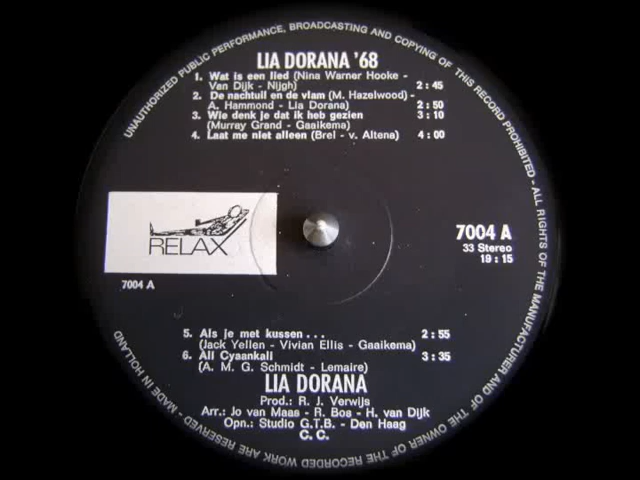 UNAUTHORIZED PUBLIC PERFORMANCE, BROADCASTING AND COPYING OF THIS RECORD PROHIBITED - ALL RIGHTS OF THE MANUFACTURER AND OF THE OWNER OF THE RECORDED WORK ARE RESERVED - MADE IN HOLLAND
LIA DORANA '68
1. Wat is een lied (Nina Warner Hooke -
Van Dijk - Nijgh) 2:45
2. De nachtuil en de vlam (M. Hazelwood) -
A. Hammond - Lia Dorana) 2:50
3. Wie denk je dat ik heb gezien 3:10
(Murray Grand - Gaaikema)
4. Laat me niet alleen (Brel - v. Altena) 4:00
RELAX
7004 A
7004 A
33 Stereo
19:15
5. Als je met kussen... 2:55
(Jack Yellen - Vivian Ellis - Gaaikema)
6. Ali Cyaankali 3:35
(A. M. G. Schmidt - Lemaire)
LIA DORANA
Prod.: R. J. Verwijs
Arr.: Jo van Maas - R. Bos - H. van Dijk
Opn.: Studio G.T.B. - Den Haag
C. C.